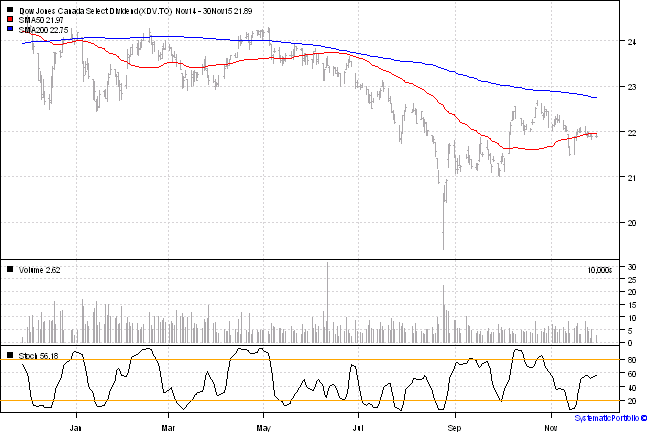 Dow Jones Canada Select Dividend(XDV.TO) Nov14 - 30Nov15 21.89
SMA50 21.97
SMA200 22.75
24
23
22
21
20
Volume 2.62
10,000s
30
25
20
15
10
5
0
Stoch 56.18
80
60
40
20
Jan Mar May Jul Sep Nov
SystematicPortfolio ©